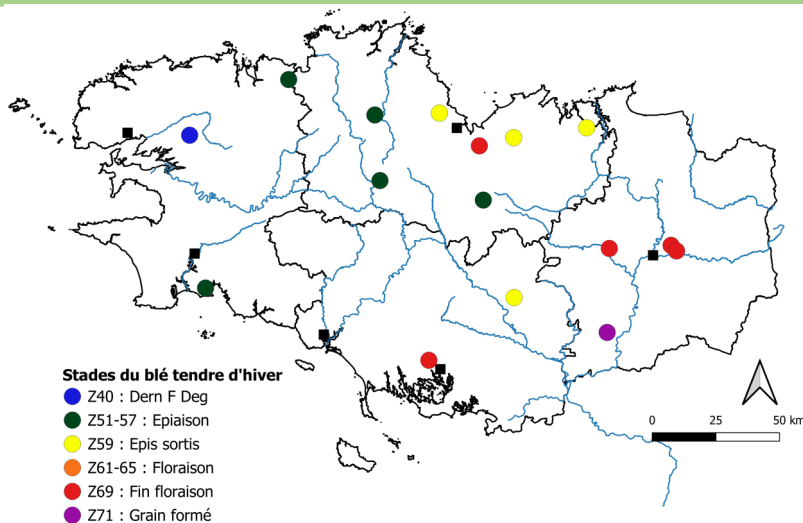 Stades du blé tendre d'hiver
Z40 : Dern F Deg
Z51-57 : Epiaison
Z59 : Epis sortis
Z61-65 : Floraison
Z69 : Fin floraison
Z71 : Grain formé
0 25 50 km